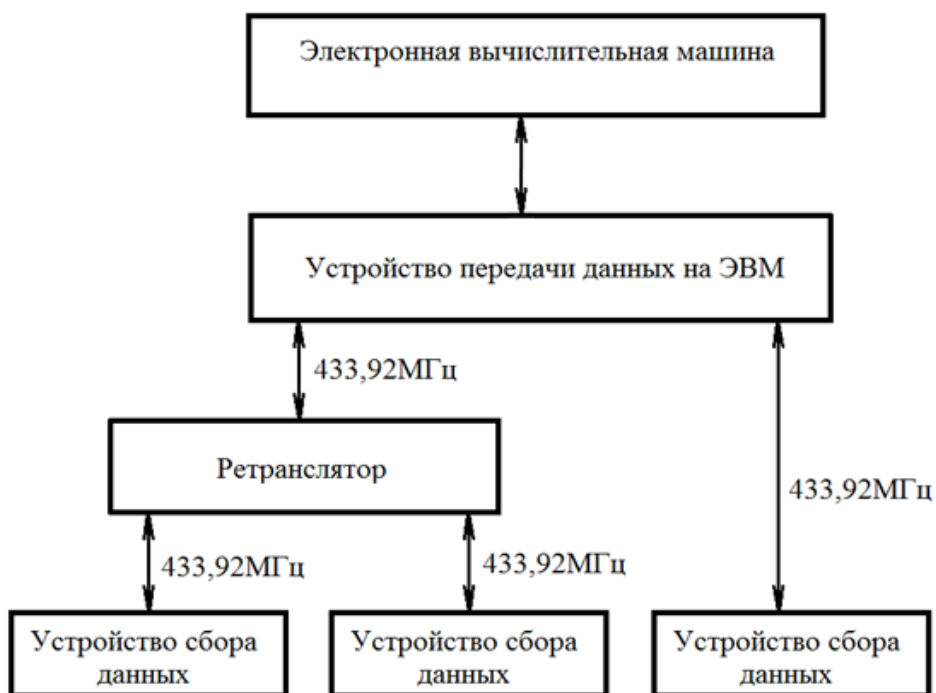 Электронная вычислительная машина
Устройство передачи данных на ЭВМ
433,92МГц
Ретранслятор
433,92МГц
433,92МГц
433,92МГц
Устройство сбора
данных
Устройство сбора
данных
Устройство сбора
данных